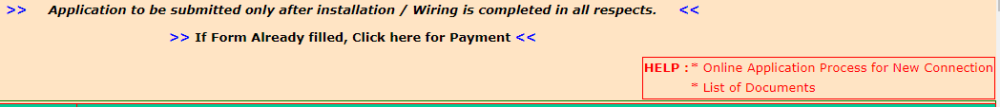 >> Application to be submitted only after installation / Wiring is completed in all respects. <<
>> If Form Already filled, Click here for Payment <<
HELP : * Online Application Process for New Connection
* List of Documents